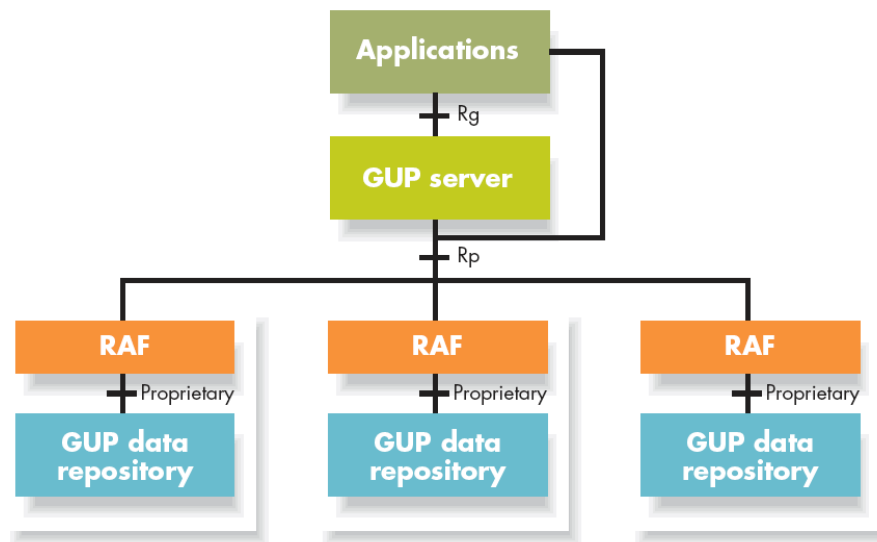 Applications
Rg
GUP server
Rp
RAF
RAF
RAF
Proprietary
Proprietary
Proprietary
GUP data
repository
GUP data
repository
GUP data
repository